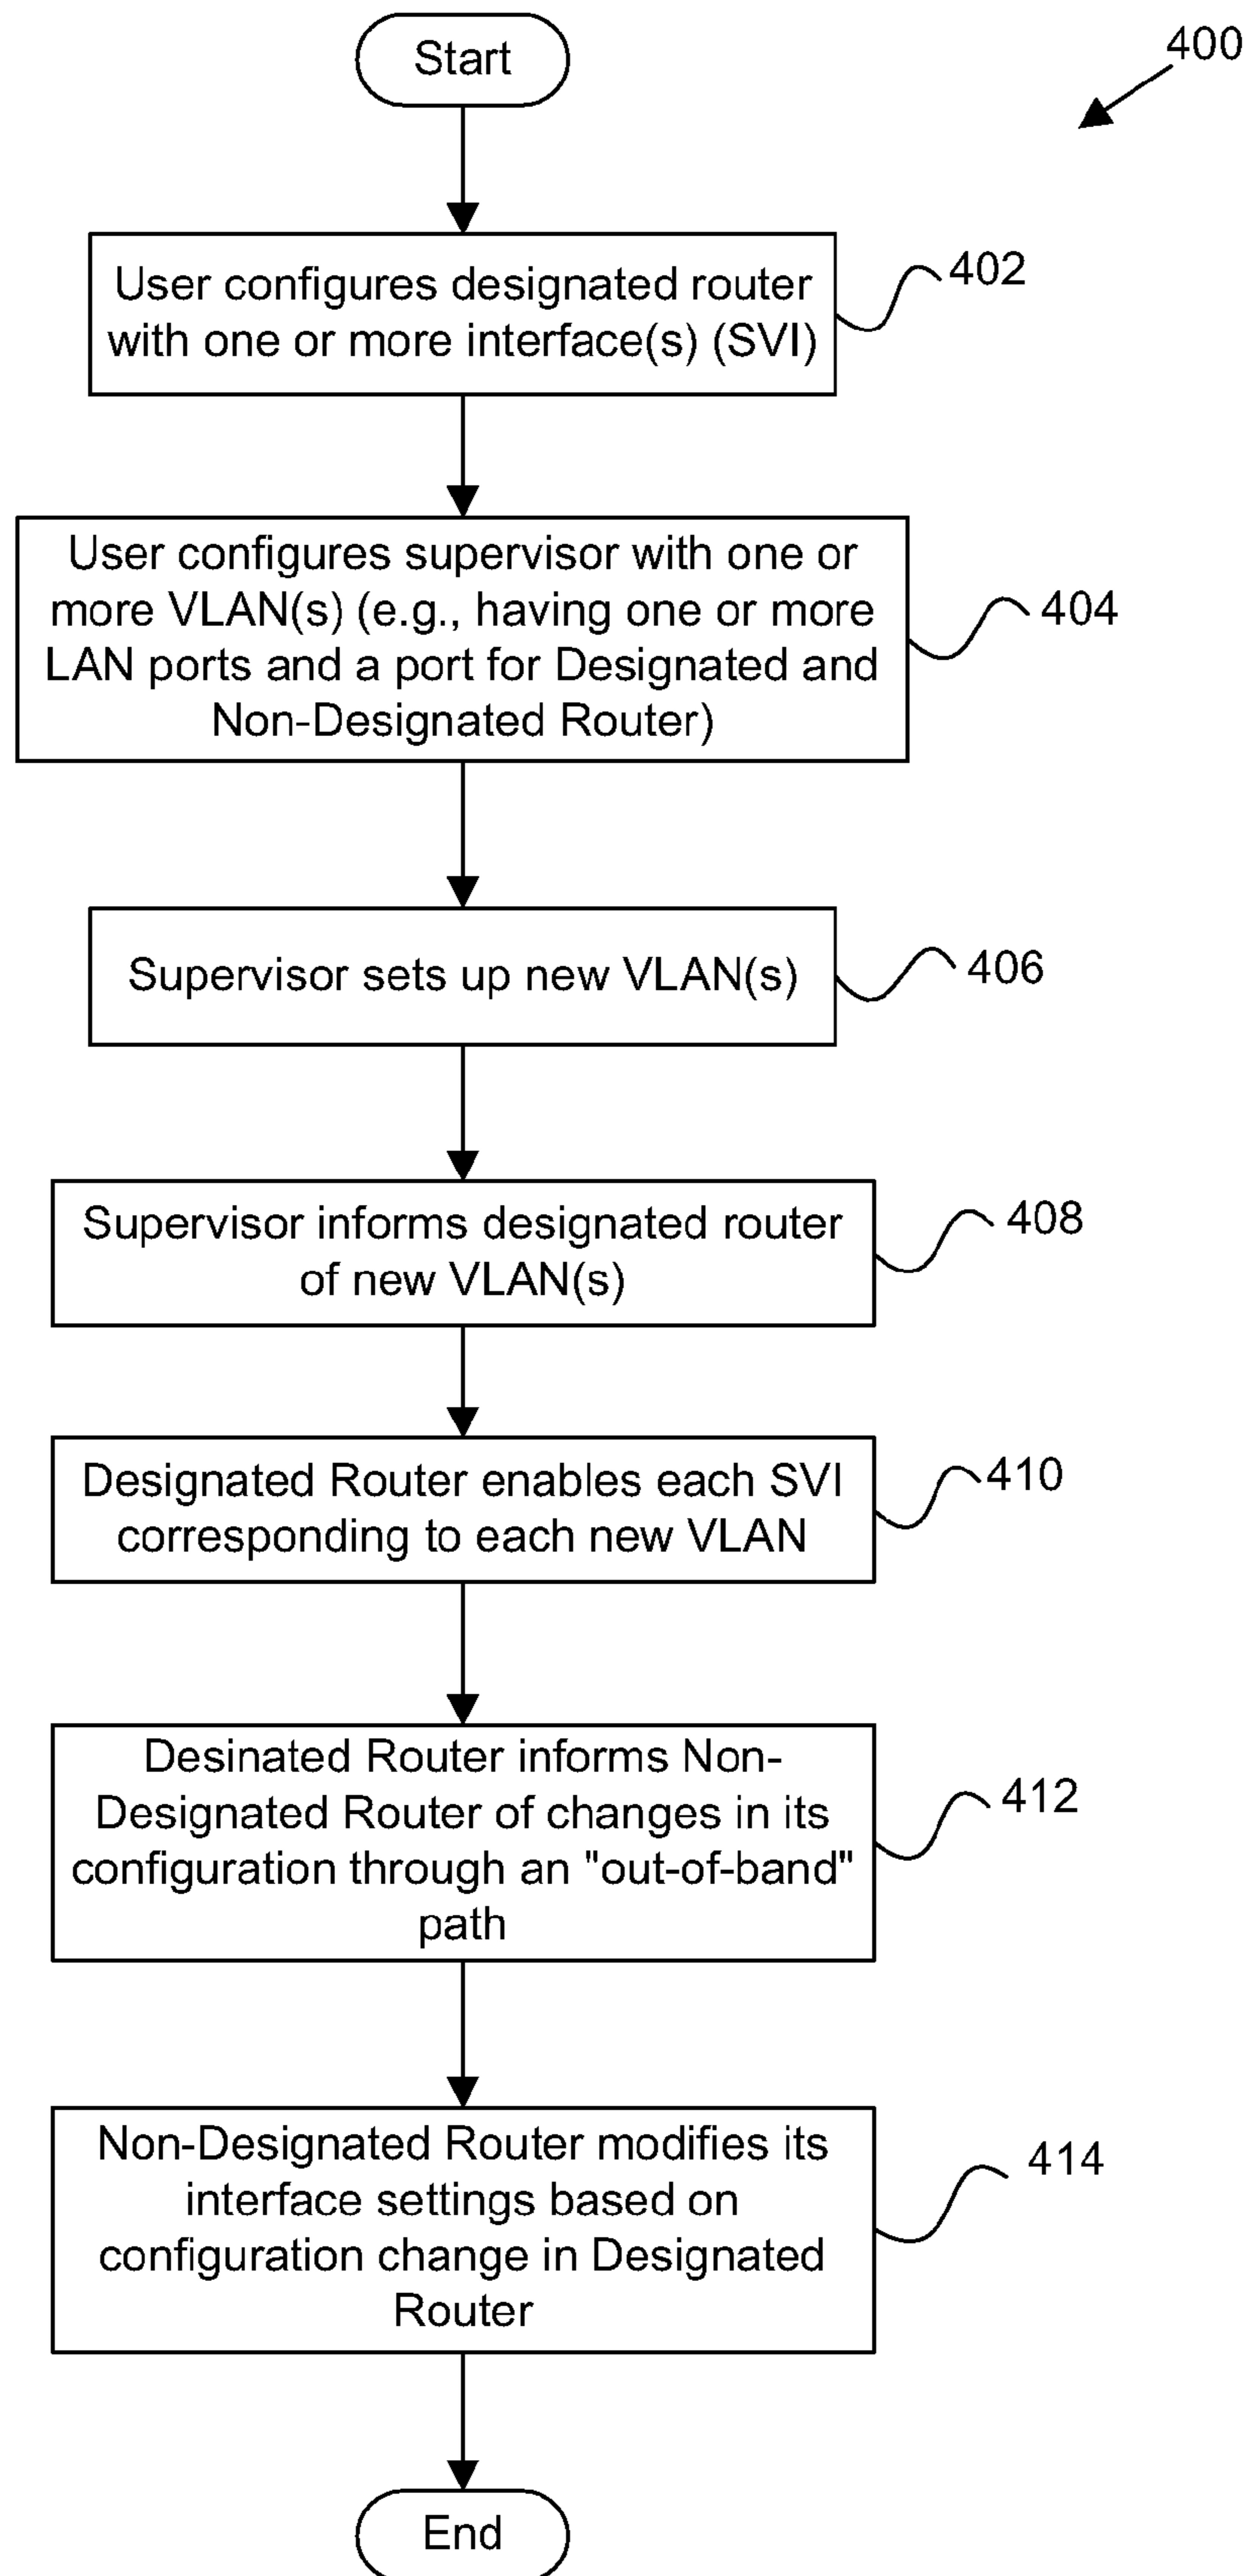 Start
400
User configures designated router
with one or more interface(s) (SVI)
402
User configures supervisor with one or
more VLAN(s) (e.g., having one or more
LAN ports and a port for Designated and
Non-Designated Router)
404
Supervisor sets up new VLAN(s)
406
Supervisor informs designated router
of new VLAN(s)
408
Designated Router enables each SVI
corresponding to each new VLAN
410
Desinated Router informs Non-
Designated Router of changes in its
configuration through an "out-of-band"
path
412
Non-Designated Router modifies its
interface settings based on
configuration change in Designated
Router
414
End